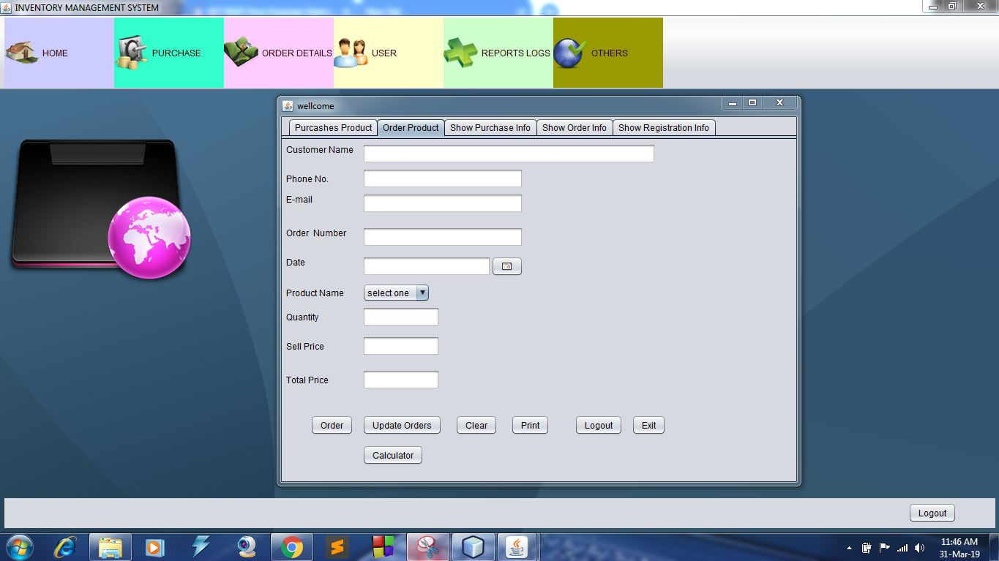 INVENTORY MANAGEMENT SYSTEM
HOME
PURCHASE
ORDER DETAILS
USER
REPORTS LOGS
OTHERS
wellcome
Purcashes Product
Order Product
Show Purchase Info
Show Order Info
Show Registration Info
Customer Name
Phone No.
E-mail
Order Number
Date
Product Name
select one
Quantity
Sell Price
Total Price
Order
Update Orders
Clear
Print
Logout
Exit
Calculator
Logout
11:46 AM
31-Mar-19